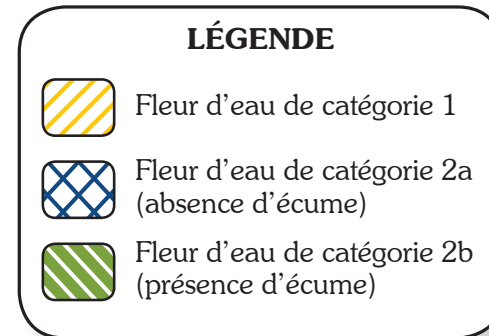 LÉGENDE
Fleur d’eau de catégorie 1
Fleur d’eau de catégorie 2a
(absence d’écume)
Fleur d’eau de catégorie 2b
(présence d’écume)